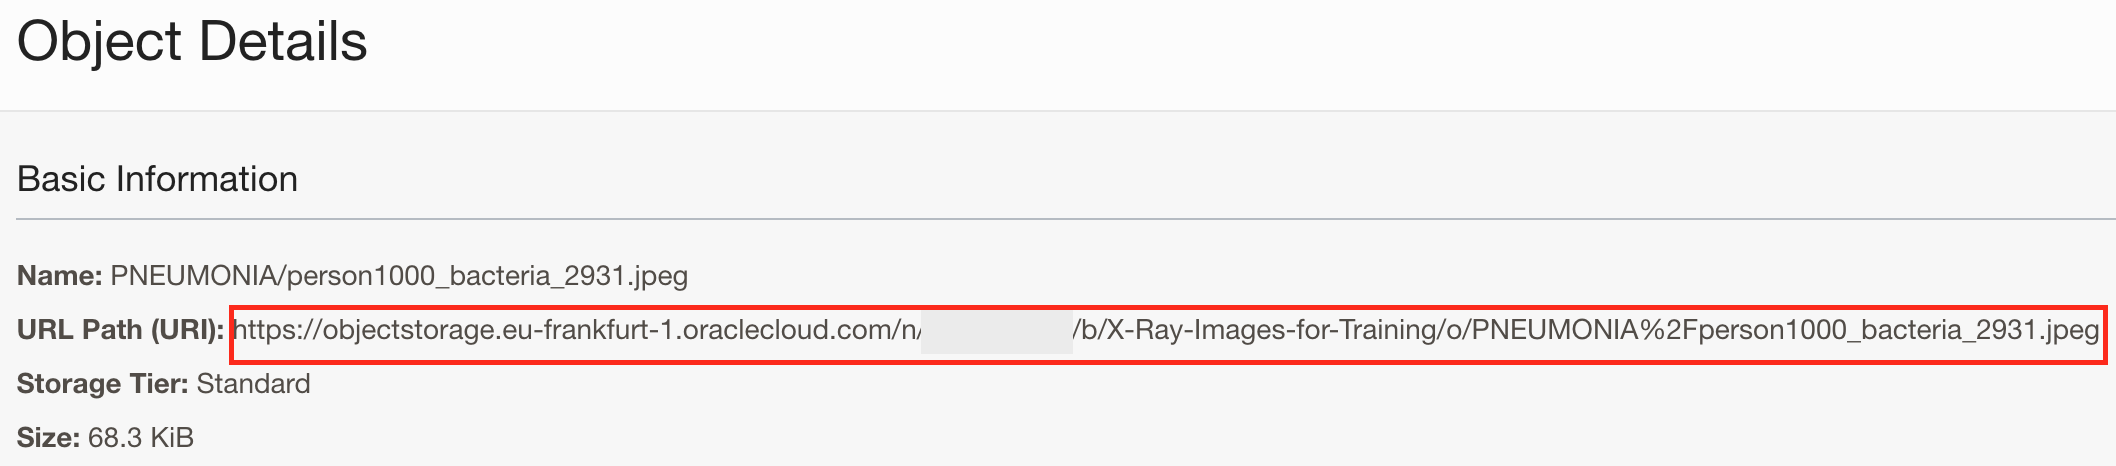 Object Details
Basic Information
Name: PNEUMONIA/person1000_bacteria_2931.jpeg
URL Path (URI): https://objectstorage.eu-frankfurt-1.oraclecloud.com/n/ /b/X-Ray-Images-for-Training/o/PNEUMONIA%2Fperson1000_bacteria_2931.jpeg
Storage Tier: Standard
Size: 68.3 KiB